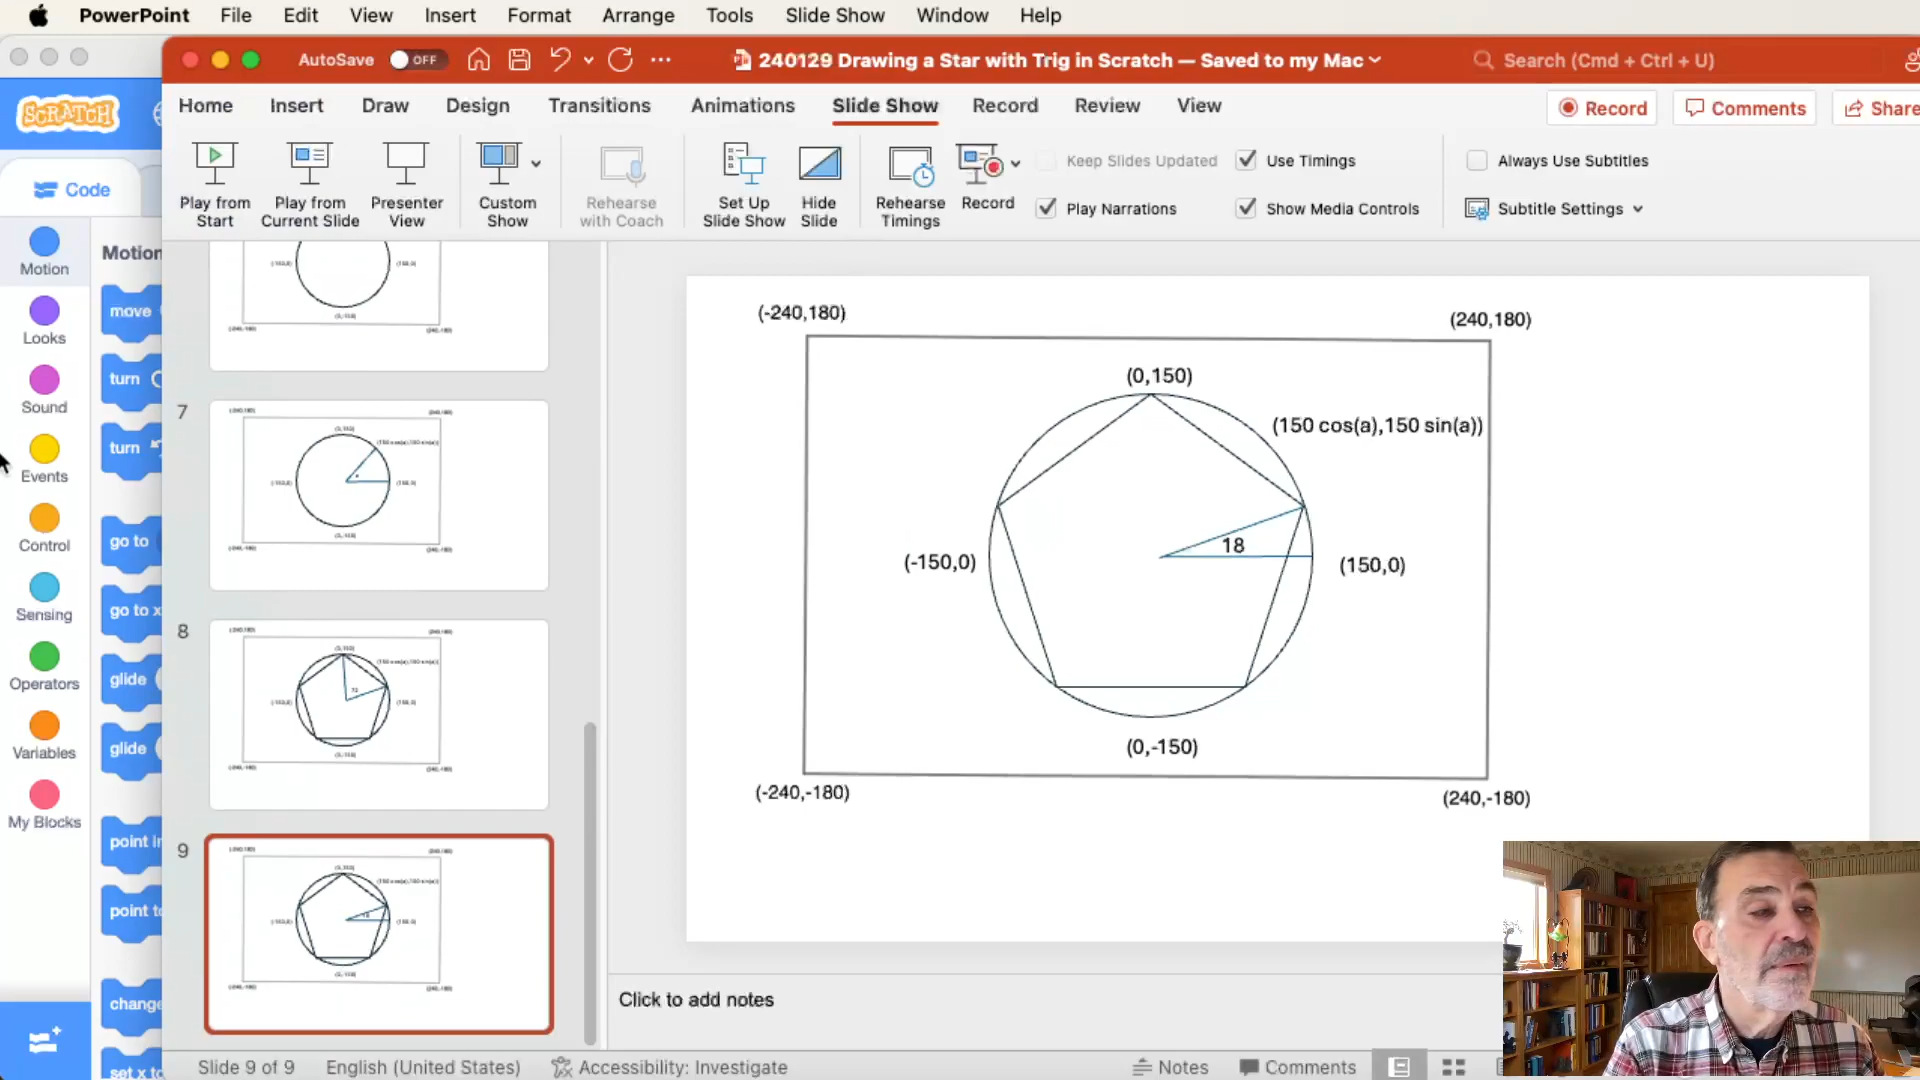 PowerPoint File Edit View Insert Format Arrange Tools Slide Show Window Help
AutoSave OFF 240129 Drawing a Star with Trig in Scratch — Saved to my Mac Search (Cmd + Ctrl + U)
Home Insert Draw Design Transitions Animations Slide Show Record Review View Record Comments Share
Play from Start
Play from Current Slide
Presenter View
Custom Show
Rehearse with Coach
Set Up Slide Show
Hide Slide
Rehearse Timings
Record
Keep Slides Updated
Play Narrations
Use Timings
Show Media Controls
Always Use Subtitles
Subtitle Settings
SCRATCH
Code
Motion
Looks
Sound
Events
Control
Sensing
Operators
Variables
My Blocks
Motion
move
turn
turn
go to
go to x
glide
glide
point in
point to
change
set x to
7
8
9
(-240,180)
(240,180)
(0,150)
(150 cos(a),150 sin(a))
18
(-150,0)
(150,0)
(0,-150)
(-240,-180)
(240,-180)
Click to add notes
Slide 9 of 9 English (United States) Accessibility: Investigate Notes Comments